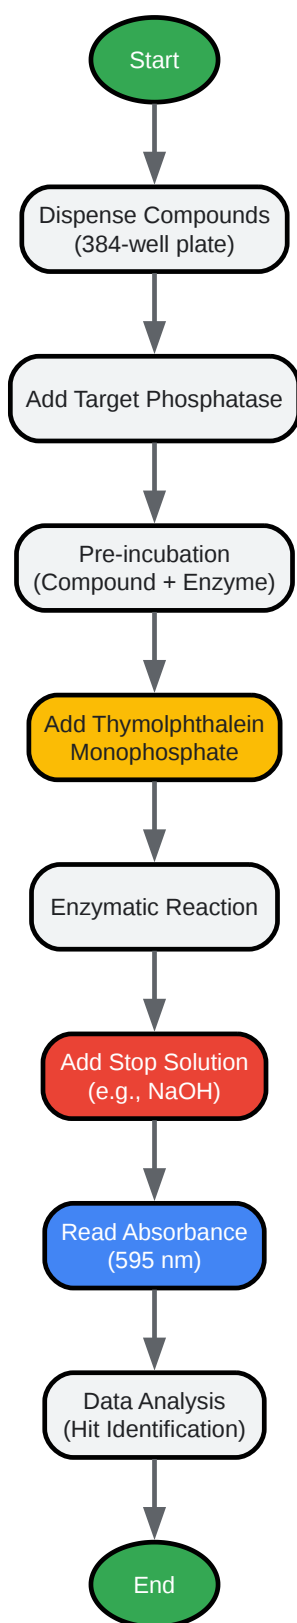 Start
Dispense Compounds
(384-well plate)
Add Target Phosphatase
Pre-incubation
(Compound + Enzyme)
Add Thymolphthalein
Monophosphate
Enzymatic Reaction
Add Stop Solution
(e.g., NaOH)
Read Absorbance
(595 nm)
Data Analysis
(Hit Identification)
End